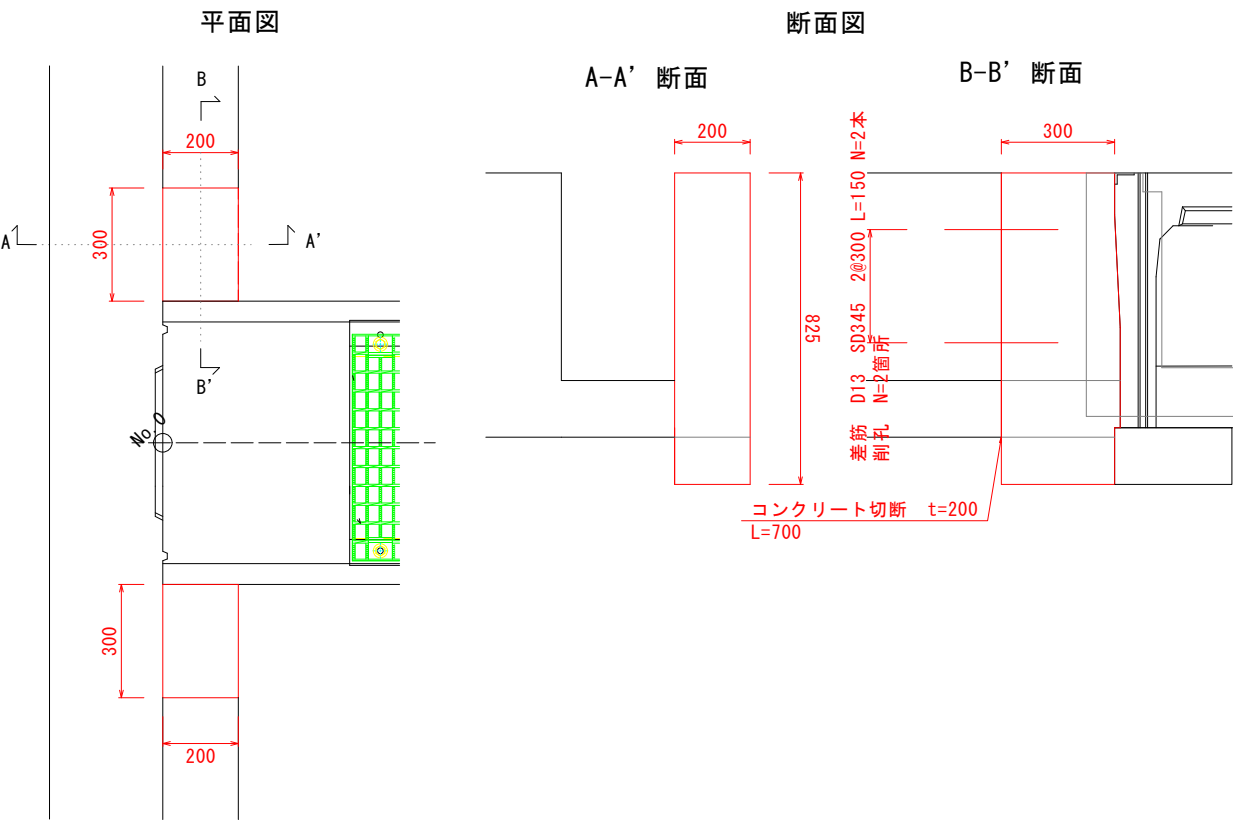 平面図
断面図
A-A’ 断面
B-B’ 断面
B
200
300
A
A’
B’
No.0
300
200
200
825
300
差筋 D13 SD345 2@300 L=150 N=2本
削孔 N=2箇所
コンクリート切断 t=200
L=700